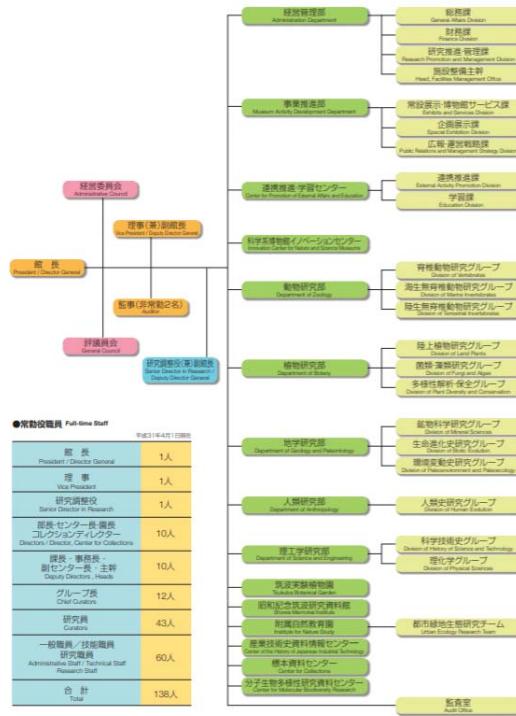 経営管理部
Administration Department
総務課
General Affairs Division
財務課
Finance Division
研究推進・管理課
Research Promotion and Management Division
施設整備主幹
Head, Facilities Management Office
事業推進部
Museum Activity Development Department
常設展示・博物館サービス課
Exhibits and Services Division
企画展示課
Special Exhibition Division
広報・運営戦略課
Public Relations and Management Strategy Division
連携推進・学習センター
Center for Promotion of External Affairs and Education
連携推進課
External Activity Promotion Division
学習課
Education Division
科学系博物館イノベーションセンター
Innovation Center for Nature and Science Museums
経営委員会
Administrative Council
理事(兼)副館長
Vice President / Deputy Director General
館 長
President / Director General
監事(非常勤2名)
Auditor
評議員会
General Council
研究調整役(兼)副館長
Senior Director in Research /
Deputy Director General
動物研究部
Department of Zoology
脊椎動物研究グループ
Division of Vertebrates
海生無脊椎動物研究グループ
Division of Marine Invertebrates
陸生無脊椎動物研究グループ
Division of Terrestrial Invertebrates
植物研究部
Department of Botany
陸上植物研究グループ
Division of Land Plants
菌類・藻類研究グループ
Division of Fungi and Algae
多様性解析・保全グループ
Division of Plant Diversity and Conservation
地学研究部
Department of Geology and Paleontology
鉱物科学研究グループ
Division of Mineral Sciences
生命進化史研究グループ
Division of Biotic Evolution
環境変動史研究グループ
Division of Paleoenvironment and Paleoecology
人類研究部
Department of Anthropology
人類史研究グループ
Division of Human Evolution
理工学研究部
Department of Science and Engineering
科学技術史グループ
Division of History of Science and Technology
理化学グループ
Division of Physical Sciences
筑波実験植物園
Tsukuba Botanical Garden
昭和記念筑波研究資料館
Showa Memorial Institute
附属自然教育園
Institute for Nature Study
都市緑地生態研究チーム
Urban Ecology Research Team
産業技術史資料情報センター
Center of the History of Japanese Industrial Technology
標本資料センター
Center for Collections
分子生物多様性研究資料センター
Center for Molecular Biodiversity Research
監査室
Audit Office
●常勤役職員 Full-time Staff
平成31年4月1日現在
館 長
President / Director General
1人
理 事
Vice President
1人
研究調整役
Senior Director in Research
1人
部長・センター長・園長
コレクションディレクター
Directors / Director, Center for Collections
10人
課長・事務長・
副センター長・主幹
Deputy Directors , Heads
10人
グループ長
Chief Curators
12人
研究員
Curators
43人
一般職員/技能職員
研究職員
Administrative Staff / Technical Staff
Research Staff
60人
合 計
Total
138人